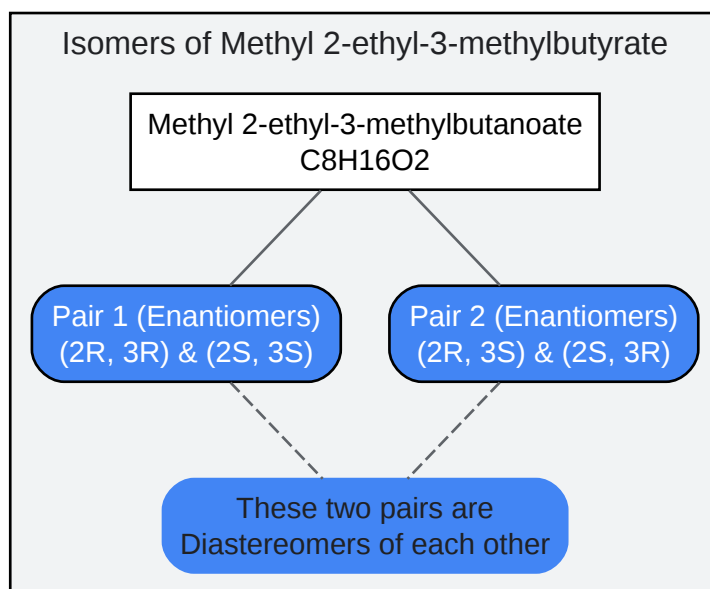 Isomers of Methyl 2-ethyl-3-methylbutyrate
Methyl 2-ethyl-3-methylbutanoate
C8H16O2
Pair 1 (Enantiomers)
(2R, 3R) & (2S, 3S)
Pair 2 (Enantiomers)
(2R, 3S) & (2S, 3R)
These two pairs are
Diastereomers of each other